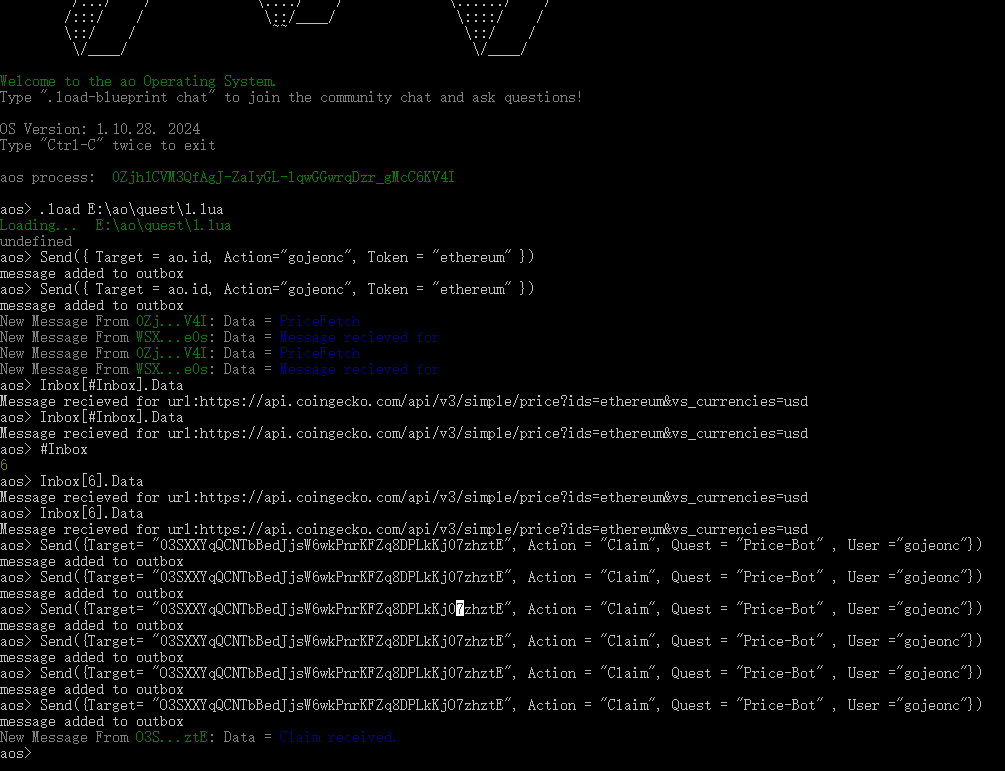 Welcome to the ao Operating System.
Type ".load-blueprint chat" to join the community chat and ask questions!
OS Version: 1.10.28. 2024
Type "Ctrl-C" twice to exit
aos process:  0Zjh1CVM3QfAgJ-ZaIyGL-1qwGGwrqDzr_gMcC6KV4I
aos> .load E:\ao\quest\1.lua
Loading...  E:\ao\quest\1.lua
undefined
aos> Send({ Target = ao.id, Action="gojeonc", Token = "ethereum" })
message added to outbox
aos> Send({ Target = ao.id, Action="gojeonc", Token = "ethereum" })
message added to outbox
New Message From 0Zj...V4I: Data = PriceFetch
New Message From WSX...e0s: Data = Message recieved for
New Message From 0Zj...V4I: Data = PriceFetch
New Message From WSX...e0s: Data = Message recieved for
aos> Inbox[#Inbox].Data
Message recieved for url:https://api.coingecko.com/api/v3/simple/price?ids=ethereum&vs_currencies=usd
aos> Inbox[#Inbox].Data
Message recieved for url:https://api.coingecko.com/api/v3/simple/price?ids=ethereum&vs_currencies=usd
aos> #Inbox
6
aos> Inbox[6].Data
Message recieved for url:https://api.coingecko.com/api/v3/simple/price?ids=ethereum&vs_currencies=usd
aos> Inbox[6].Data
Message recieved for url:https://api.coingecko.com/api/v3/simple/price?ids=ethereum&vs_currencies=usd
aos> Send({Target= "03SXXYqQCNTbBedJjsW6wkPnrKFZq8DPLkKj07zhztE", Action = "Claim", Quest = "Price-Bot" , User ="gojeonc"})
message added to outbox
aos> Send({Target= "03SXXYqQCNTbBedJjsW6wkPnrKFZq8DPLkKj07zhztE", Action = "Claim", Quest = "Price-Bot" , User ="gojeonc"})
message added to outbox
aos> Send({Target= "03SXXYqQCNTbBedJjsW6wkPnrKFZq8DPLkKj07zhztE", Action = "Claim", Quest = "Price-Bot" , User ="gojeonc"})
message added to outbox
aos> Send({Target= "03SXXYqQCNTbBedJjsW6wkPnrKFZq8DPLkKj07zhztE", Action = "Claim", Quest = "Price-Bot" , User ="gojeonc"})
message added to outbox
aos> Send({Target= "03SXXYqQCNTbBedJjsW6wkPnrKFZq8DPLkKj07zhztE", Action = "Claim", Quest = "Price-Bot" , User ="gojeonc"})
message added to outbox
aos> Send({Target= "03SXXYqQCNTbBedJjsW6wkPnrKFZq8DPLkKj07zhztE", Action = "Claim", Quest = "Price-Bot" , User ="gojeonc"})
message added to outbox
New Message From 03S...ztE: Data = Claim received.
aos>